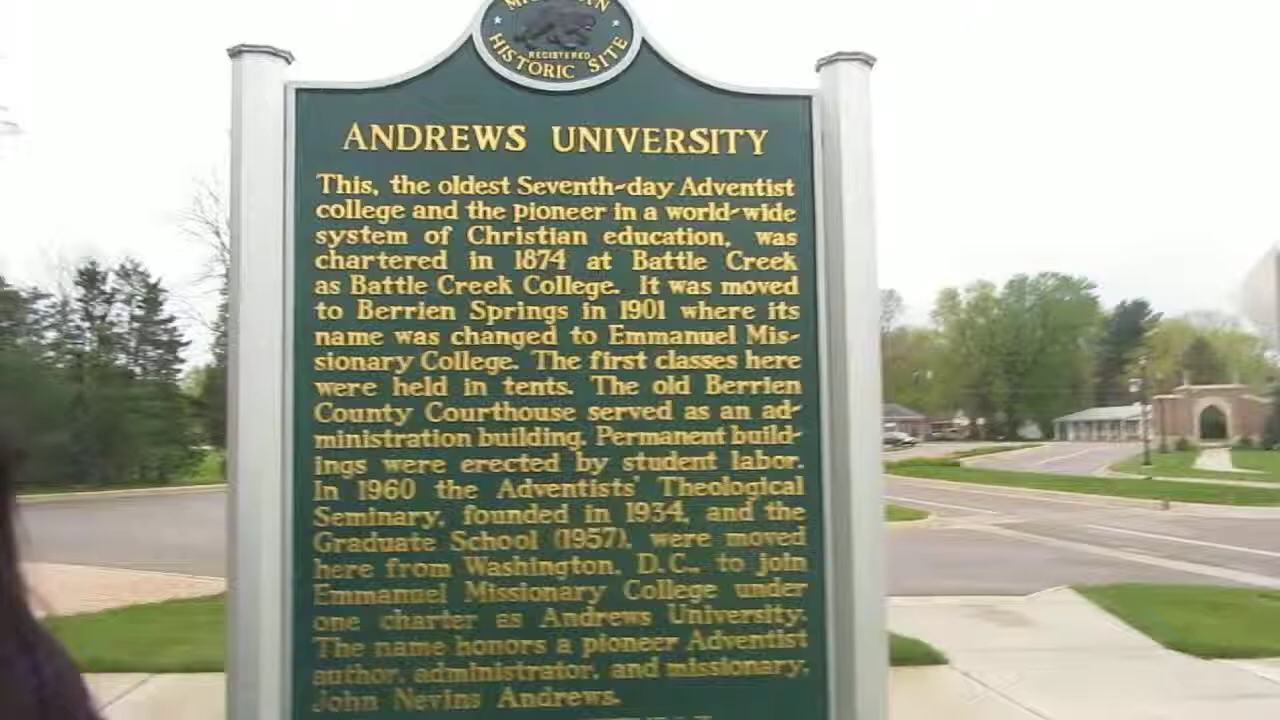 REGISTERED
HISTORIC SITE
ANDREWS UNIVERSITY
This, the oldest Seventh-day Adventist
college and the pioneer in a world-wide
system of Christian education, was
chartered in 1874 at Battle Creek
as Battle Creek College. It was moved
to Berrien Springs in 1901 where its
name was changed to Emmanuel Mis-
sionary College. The first classes here
were held in tents. The old Berrien
County Courthouse served as an ad-
ministration building. Permanent build-
ings were erected by student labor.
In 1960 the Adventists' Theological
Seminary, founded in 1934, and the
Graduate School (1957), were moved
here from Washington, D.C., to join
Emmanuel Missionary College under
one charter as Andrews University.
The name honors a pioneer Adventist
author, administrator, and missionary,
John Nevins Andrews.